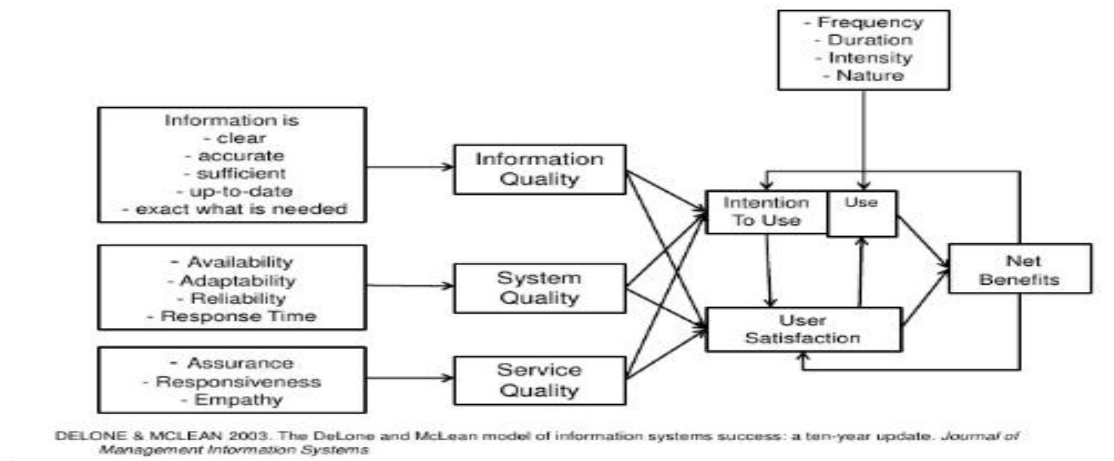 - Frequency
- Duration
- Intensity
- Nature
Information is
- clear
- accurate
- sufficient
- up-to-date
- exact what is needed
Information
Quality
Intention
To Use
Use
- Availability
- Adaptability
- Reliability
- Response Time
System
Quality
Net
Benefits
User
Satisfaction
- Assurance
- Responsiveness
- Empathy
Service
Quality
DELONE & MCLEAN 2003. The DeLone and McLean model of information systems success: a ten-year update. Journal of
Management Information Systems